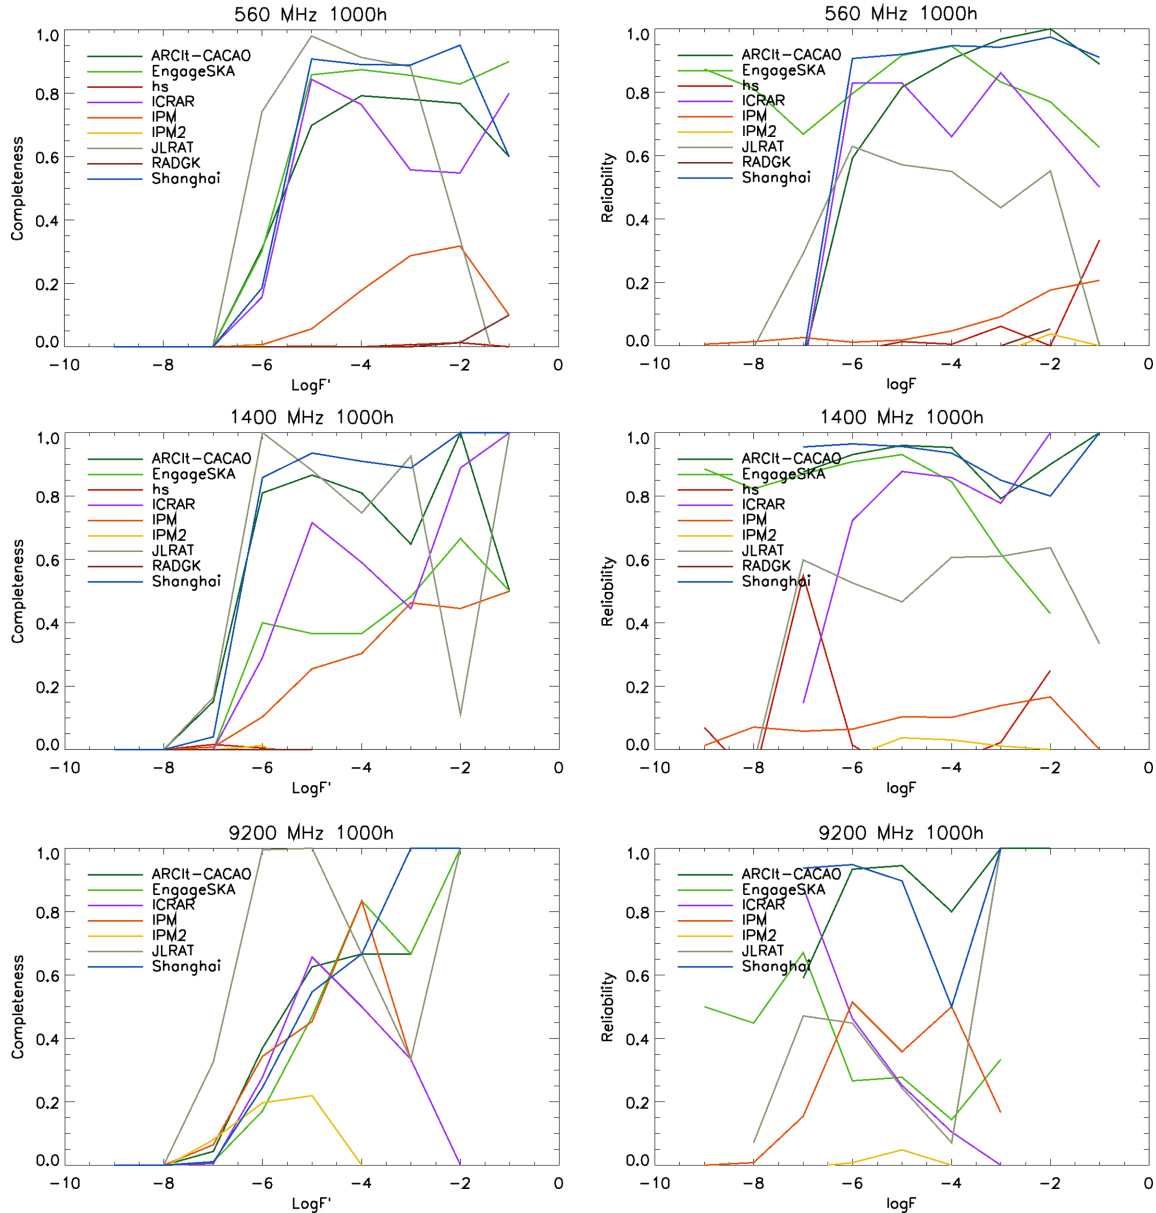 560 MHz 1000h
Completeness
1.0
0.8
0.6
0.4
0.2
0.0
ARCIt-CACAO
EngageSKA
hs
ICRAR
IPM
IPM2
JLRAT
RADGK
Shanghai
-10
-8
-6
-4
-2
0
LogF'
560 MHz 1000h
Reliability
1.0
0.8
0.6
0.4
0.2
0.0
ARCIt-CACAO
EngageSKA
hs
ICRAR
IPM
IPM2
JLRAT
RADGK
Shanghai
-10
-8
-6
-4
-2
0
logF
1400 MHz 1000h
Completeness
1.0
0.8
0.6
0.4
0.2
0.0
ARCIt-CACAO
EngageSKA
hs
ICRAR
IPM
IPM2
JLRAT
RADGK
Shanghai
-10
-8
-6
-4
-2
0
LogF'
1400 MHz 1000h
Reliability
1.0
0.8
0.6
0.4
0.2
0.0
ARCIt-CACAO
EngageSKA
hs
ICRAR
IPM
IPM2
JLRAT
RADGK
Shanghai
-10
-8
-6
-4
-2
0
logF
9200 MHz 1000h
Completeness
1.0
0.8
0.6
0.4
0.2
0.0
ARCIt-CACAO
EngageSKA
ICRAR
IPM
IPM2
JLRAT
Shanghai
-10
-8
-6
-4
-2
0
LogF'
9200 MHz 1000h
Reliability
1.0
0.8
0.6
0.4
0.2
0.0
ARCIt-CACAO
EngageSKA
ICRAR
IPM
IPM2
JLRAT
Shanghai
-10
-8
-6
-4
-2
0
logF